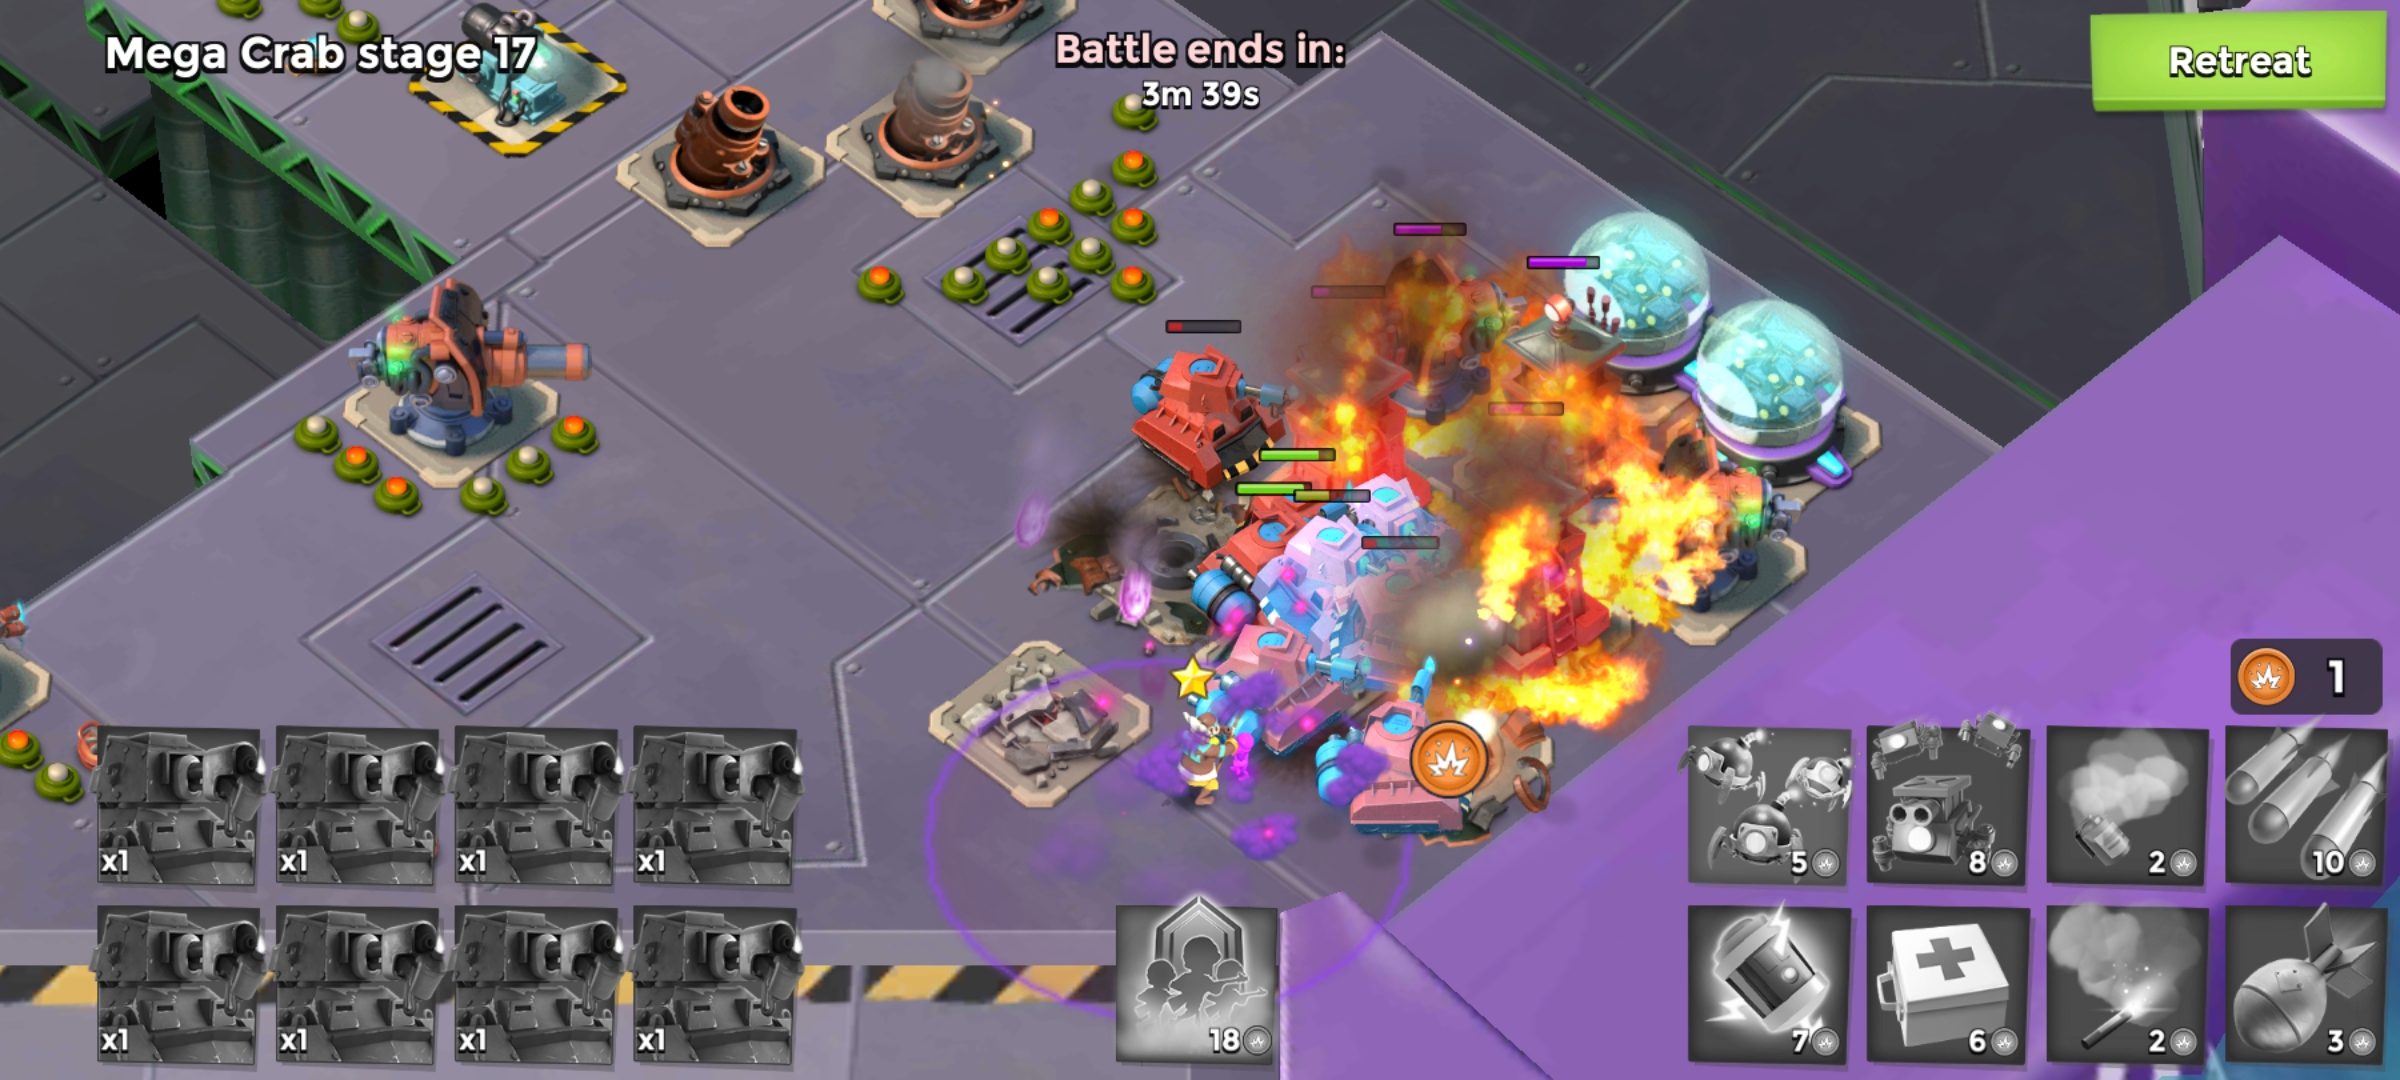 Mega Crab stage 17
Battle ends in:
3m 39s
Retreat
1
x1
x1
x1
x1
5
8
2
10
x1
x1
x1
x1
18
7
6
2
3